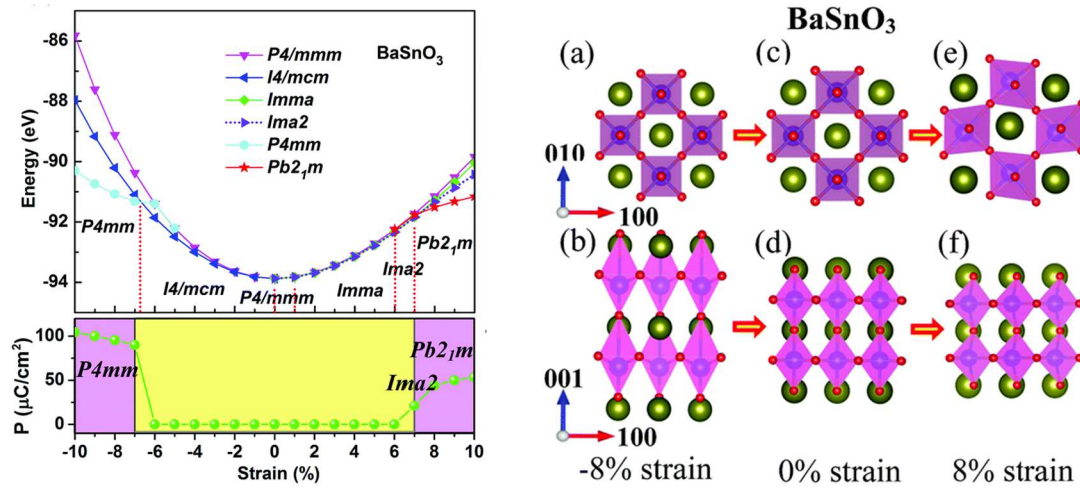 -86
-88
-90
-92
-94
Energy (eV)
P4/mmm
I4/mcm
Imma
Ima2
P4mm
Pb2₁m
BaSnO₃
P4mm
I4/mcm
P4/mmm
Imma
Ima2
Pb2₁m
100
50
0
P (μC/cm²)
P4mm
Ima2
Pb2₁m
-10 -8 -6 -4 -2 0 2 4 6 8 10
Strain (%)
BaSnO₃
(a) (c) (e)
010
100
(b) (d) (f)
001
100
-8% strain 0% strain 8% strain